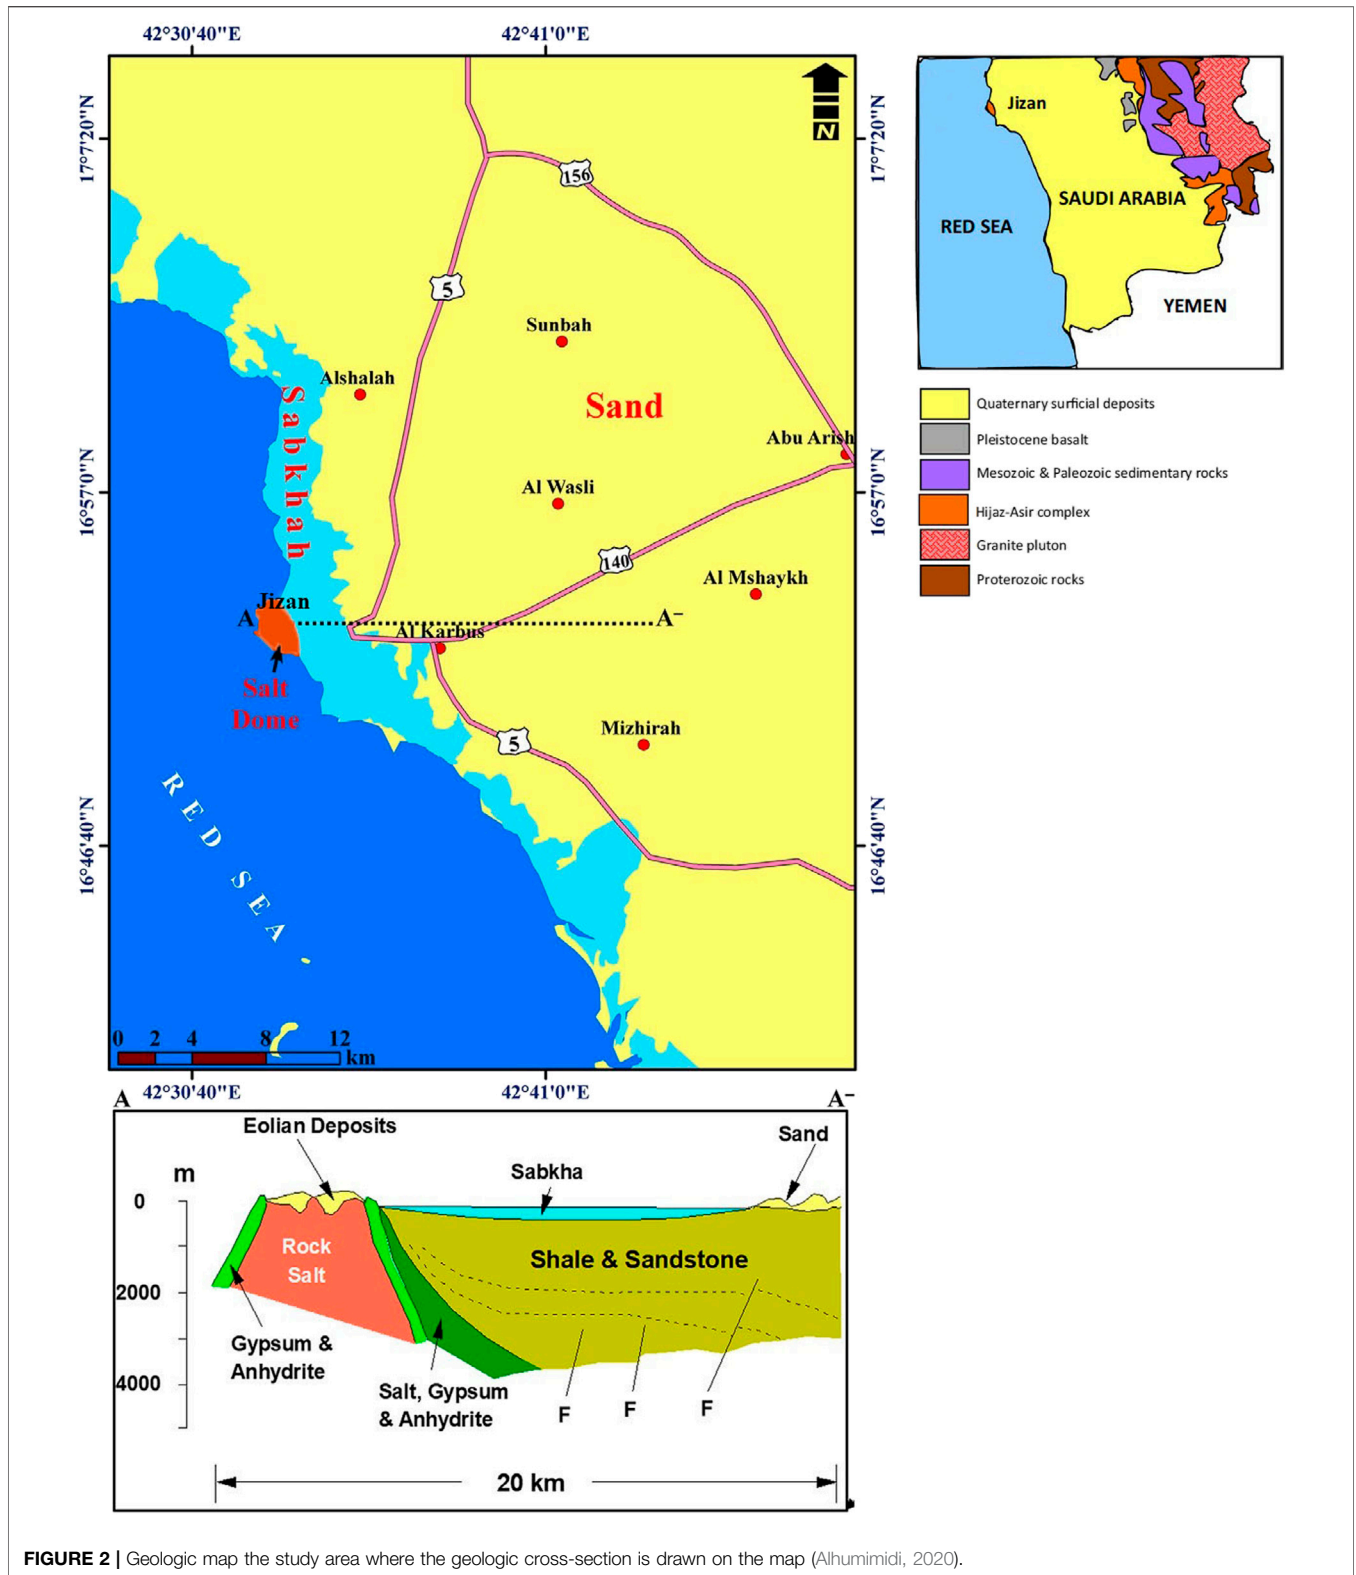 42°30'40"E
42°41'0"E
17°7'20"N
17°7'20"N
N
156
5
Sunbah
Alshalah
Sand
Abu Arish
Sabkhah
Al Wasli
16°57'0"N
16°57'0"N
140
Al Mshaykh
Jizan
A
A–
Al Karbus
Salt
Dome
Mizhirah
5
RED SEA
16°46'40"N
16°46'40"N
0 2 4 8 12
km
42°30'40"E
42°41'0"E
Jizan
SAUDI ARABIA
RED SEA
YEMEN
Quaternary surficial deposits
Pleistocene basalt
Mesozoic & Paleozoic sedimentary rocks
Hijaz-Asir complex
Granite pluton
Proterozoic rocks
A
A–
Eolian Deposits
Sand
m
Sabkha
0
Rock
Salt
Shale & Sandstone
2000
Gypsum &
Anhydrite
4000
Salt, Gypsum
& Anhydrite
F
F
F
20 km
FIGURE 2 | Geologic map the study area where the geologic cross-section is drawn on the map (Alhumimidi, 2020).